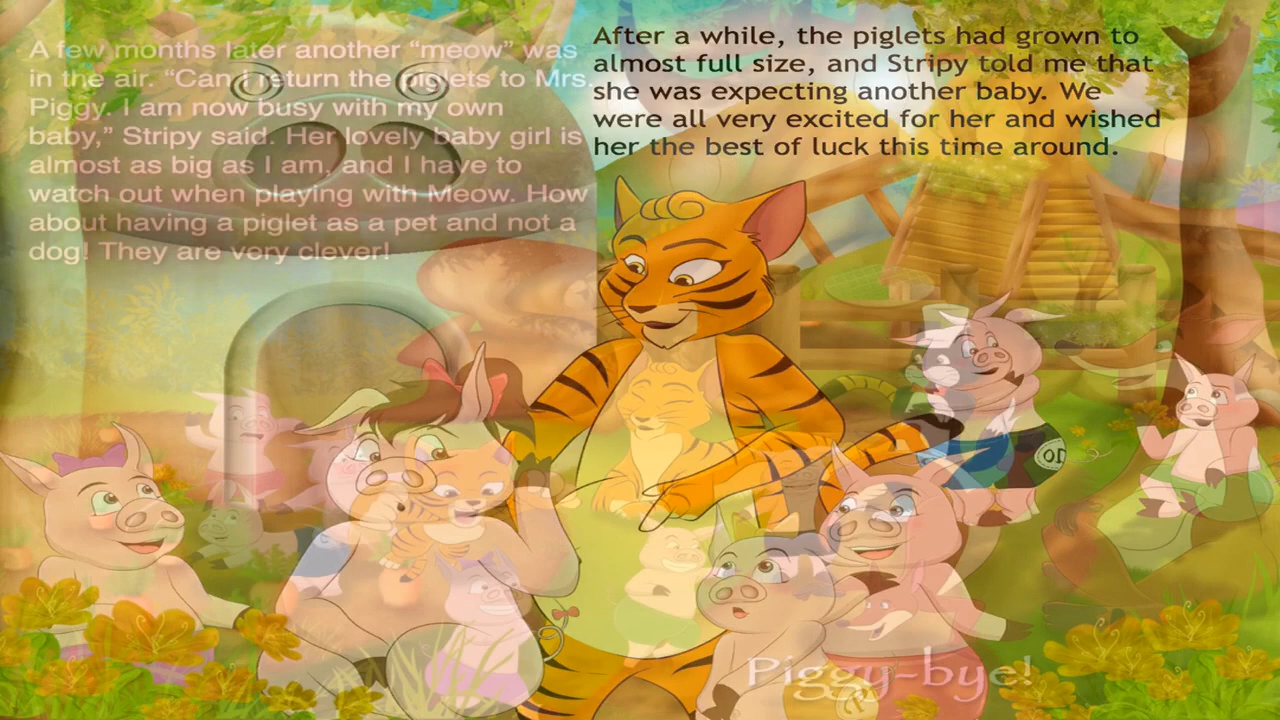 A few months later another “meow” was
in the air. “Can I return the piglets to Mrs.
Piggy. I am now busy with my own
baby,” Stripy said. Her lovely baby girl is
almost as big as I am, and I have to
watch out when playing with Meow. How
about having a piglet as a pet and not a
dog! They are very clever!
After a while, the piglets had grown to
almost full size, and Stripy told me that
she was expecting another baby. We
were all very excited for her and wished
her the best of luck this time around.
Piggy-bye!